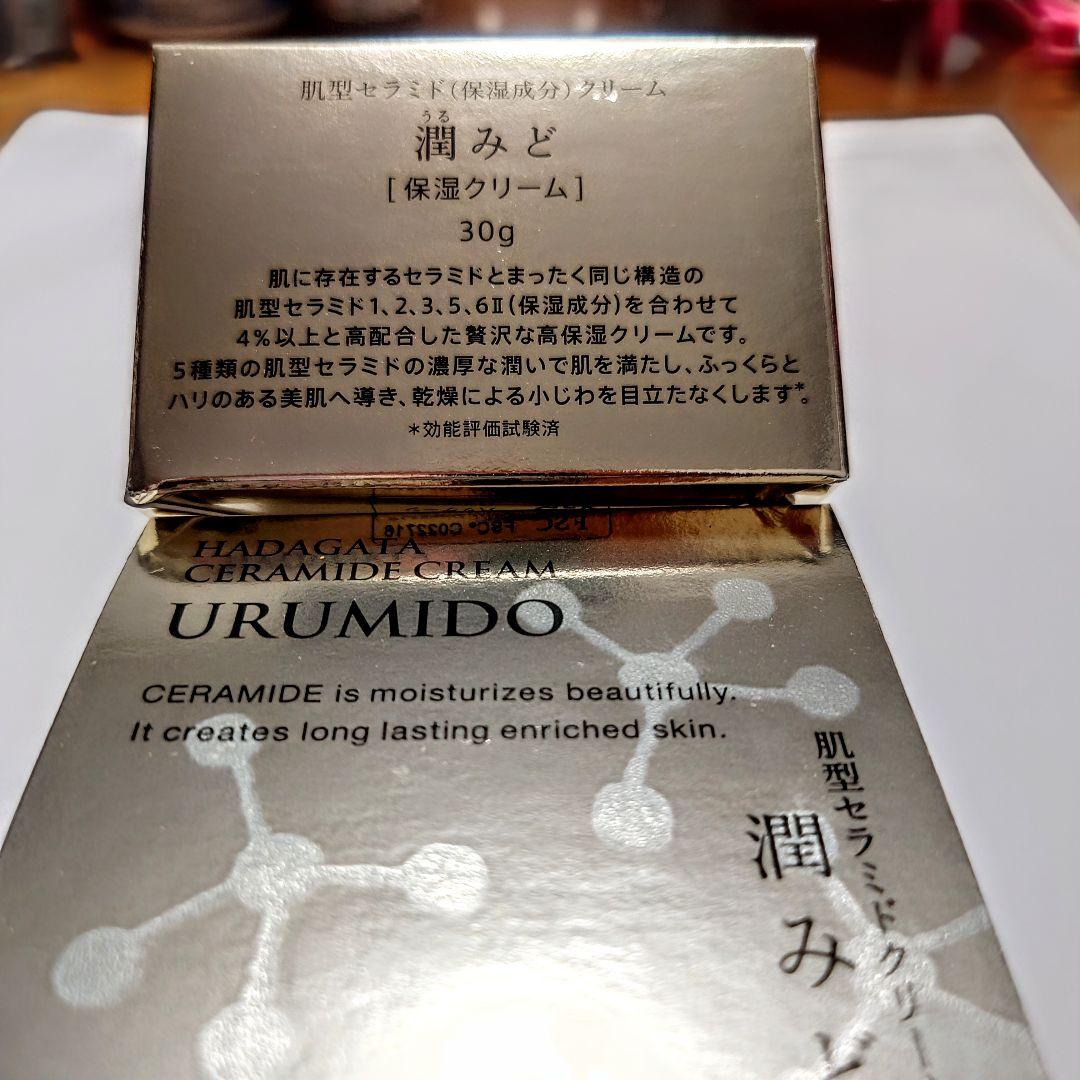 肌型セラミド(保湿成分)クリーム
うる
潤みど
[保湿クリーム]
30g
肌に存在するセラミドとまったく同じ構造の
肌型セラミド1、2、3、5、6Ⅱ(保湿成分)を合わせて
4%以上と高配合した贅沢な高保湿クリームです。
5種類の肌型セラミドの濃厚な潤いで肌を満たし、ふっくらと
ハリのある美肌へ導き、乾燥による小じわを目立たなくします*。
*効能評価試験済
FSC FSC® C022716
HADAGATA
CERAMIDE CREAM
URUMIDO
CERAMIDE is moisturizes beautifully.
It creates long lasting enriched skin.
肌型セラミドクリー
潤みど